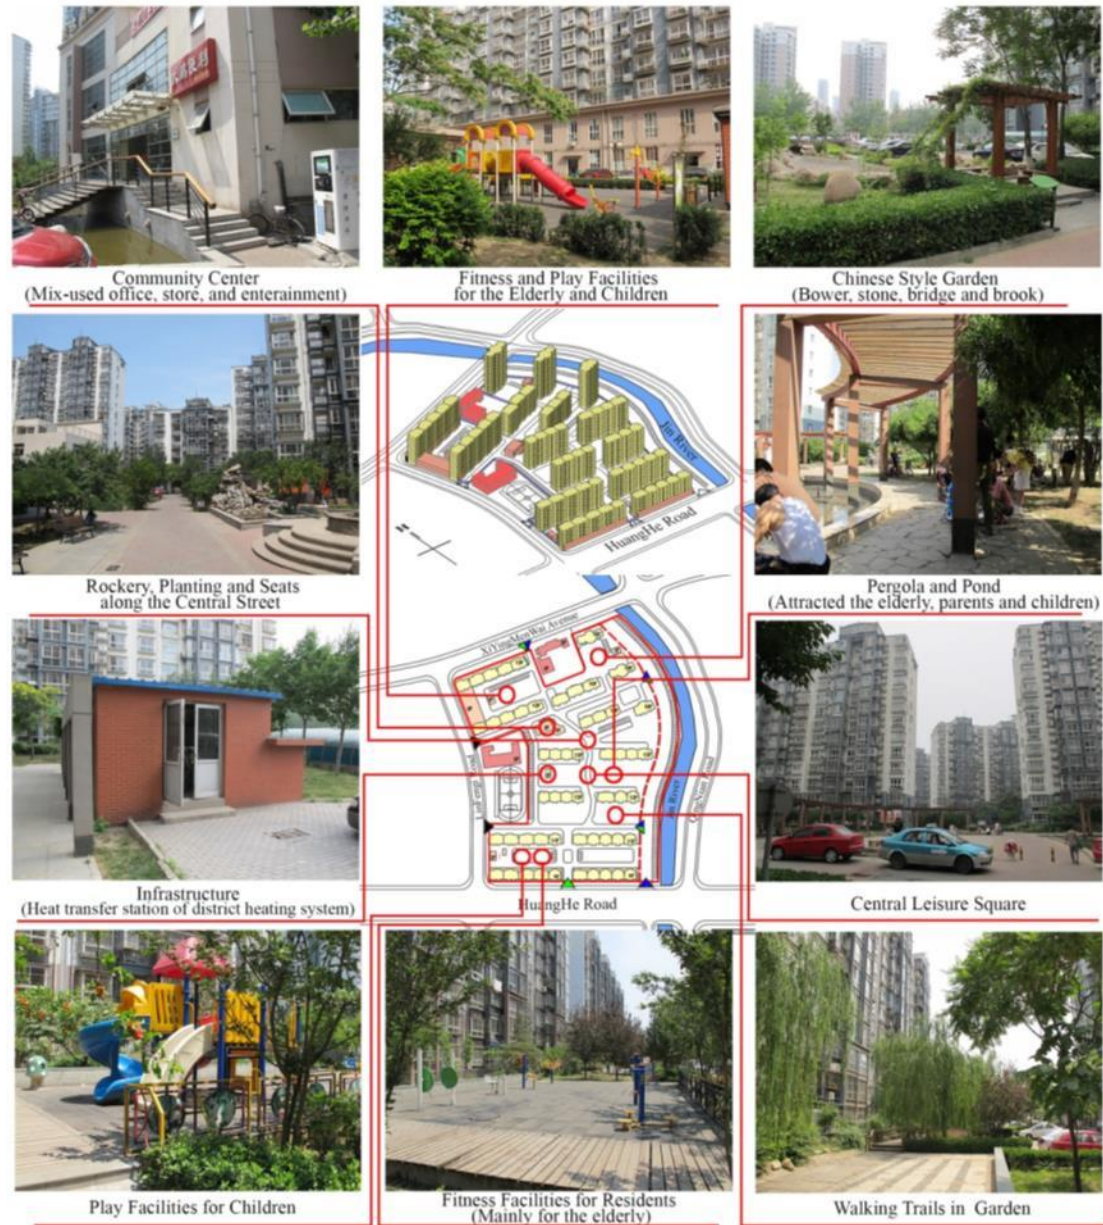 Community Center
(Mix-used office, store, and enterainment)
Fitness and Play Facilities
for the Elderly and Children
Chinese Style Garden
(Bower, stone, bridge and brook)
Jin River
HuangHe Road
N
Rockery, Planting and Seats
along the Central Street
Pergola and Pond
(Attracted the elderly, parents and children)
XiYingMenWai Avenue
Jin River
Infrastructure
(Heat transfer station of district heating system)
HuangHe Road
Central Leisure Square
Play Facilities for Children
Fitness Facilities for Residents
(Mainly for the elderly)
Walking Trails in Garden